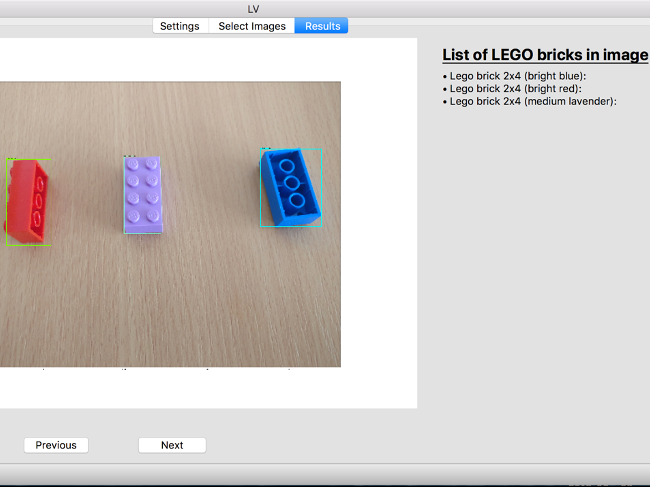 LV
Settings Select Images Results
List of LEGO bricks in image
• Lego brick 2x4 (bright blue):
• Lego brick 2x4 (bright red):
• Lego brick 2x4 (medium lavender):
Previous Next